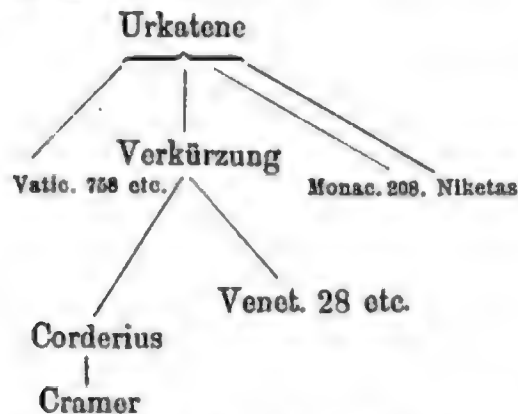 Urkatene
Verkürzung
Vatic. 758 etc. Monac. 208. Niketas
Venet. 28 etc.
Corderius
Cramer